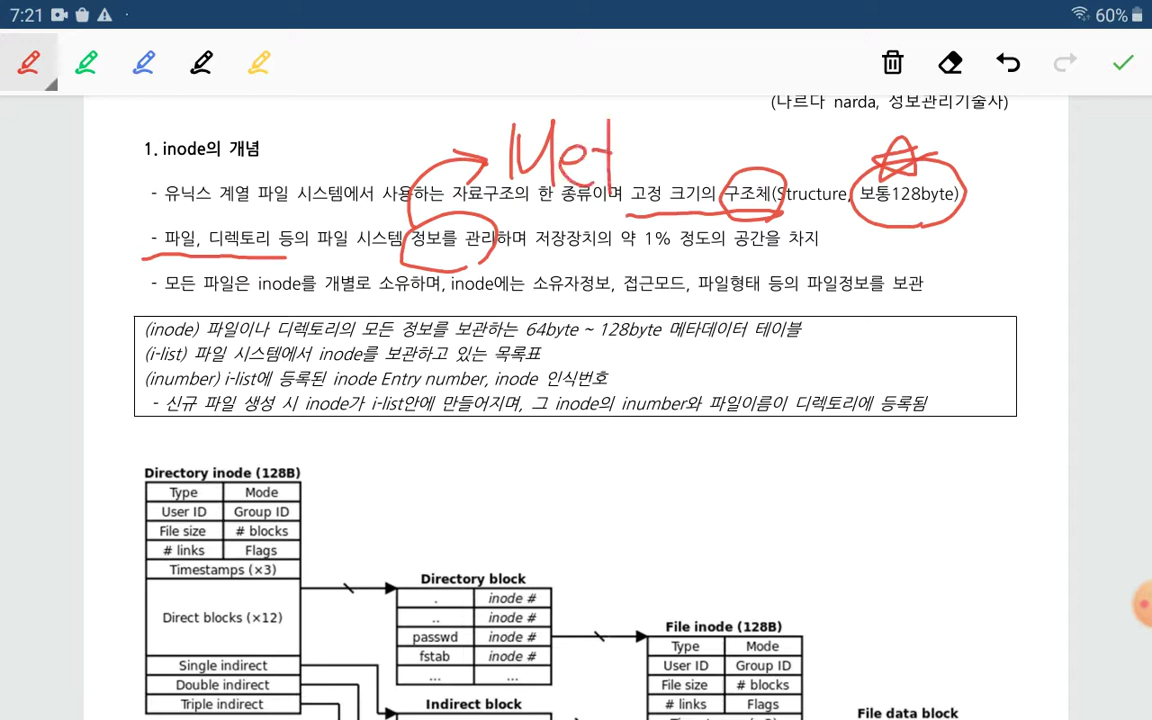 7:21 60%
(나르다 narda, 정보관리기술사)
1. inode의 개념
Met
- 유닉스 계열 파일 시스템에서 사용하는 자료구조의 한 종류이며 고정 크기의 구조체(Structure, 보통128byte)
- 파일, 디렉토리 등의 파일 시스템 정보를 관리하며 저장장치의 약 1% 정도의 공간을 차지
- 모든 파일은 inode를 개별로 소유하며, inode에는 소유자정보, 접근모드, 파일형태 등의 파일정보를 보관
(inode) 파일이나 디렉토리의 모든 정보를 보관하는 64byte ~ 128byte 메타데이터 테이블
(i-list) 파일 시스템에서 inode를 보관하고 있는 목록표
(inumber) i-list에 등록된 inode Entry number, inode 인식번호
- 신규 파일 생성 시 inode가 i-list안에 만들어지며, 그 inode의 inumber와 파일이름이 디렉토리에 등록됨
Directory inode (128B)
Type Mode
User ID Group ID
File size # blocks
# links Flags
Timestamps (×3)
Direct blocks (×12)
Single indirect
Double indirect
Triple indirect
Directory block
. inode #
.. inode #
passwd inode #
fstab inode #
... ...
Indirect block
File inode (128B)
Type Mode
User ID Group ID
File size # blocks
# links Flags
File data block